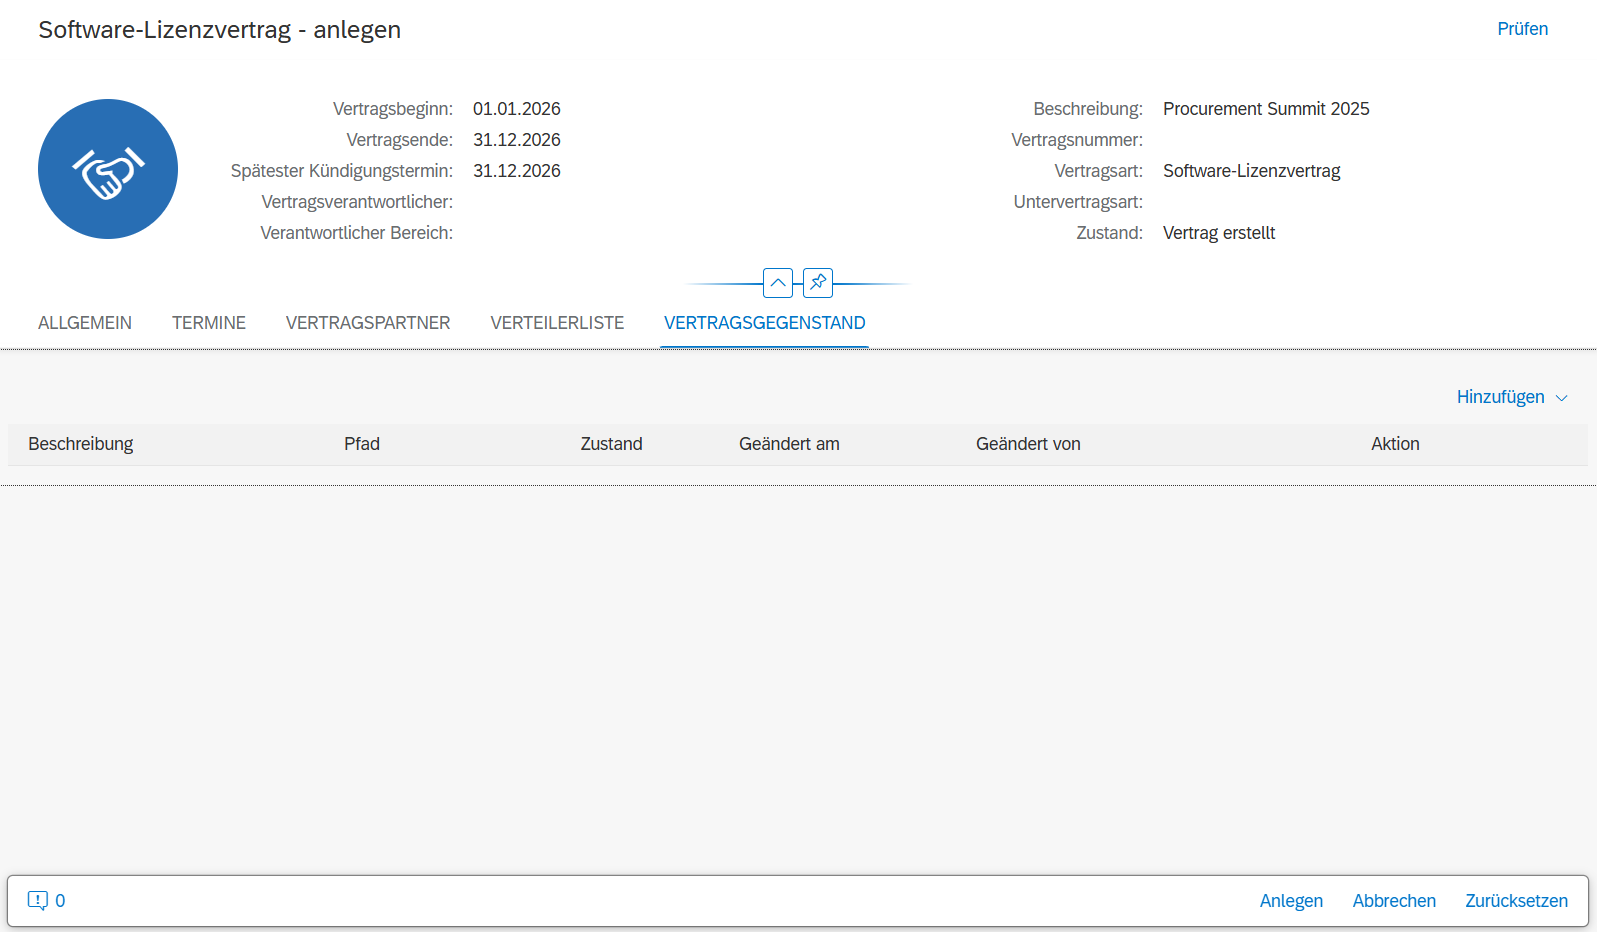 Software-Lizenzvertrag - anlegen
Prüfen
Vertragsbeginn: 01.01.2026
Vertragsende: 31.12.2026
Spätester Kündigungstermin: 31.12.2026
Vertragsverantwortlicher:
Verantwortlicher Bereich:
Beschreibung: Procurement Summit 2025
Vertragsnummer:
Vertragsart: Software-Lizenzvertrag
Untervertragsart:
Zustand: Vertrag erstellt
ALLGEMEIN TERMINE VERTRAGSPARTNER VERTEILERLISTE VERTRAGSGEGENSTAND
Hinzufügen
Beschreibung Pfad Zustand Geändert am Geändert von Aktion
0 Anlegen Abbrechen Zurücksetzen